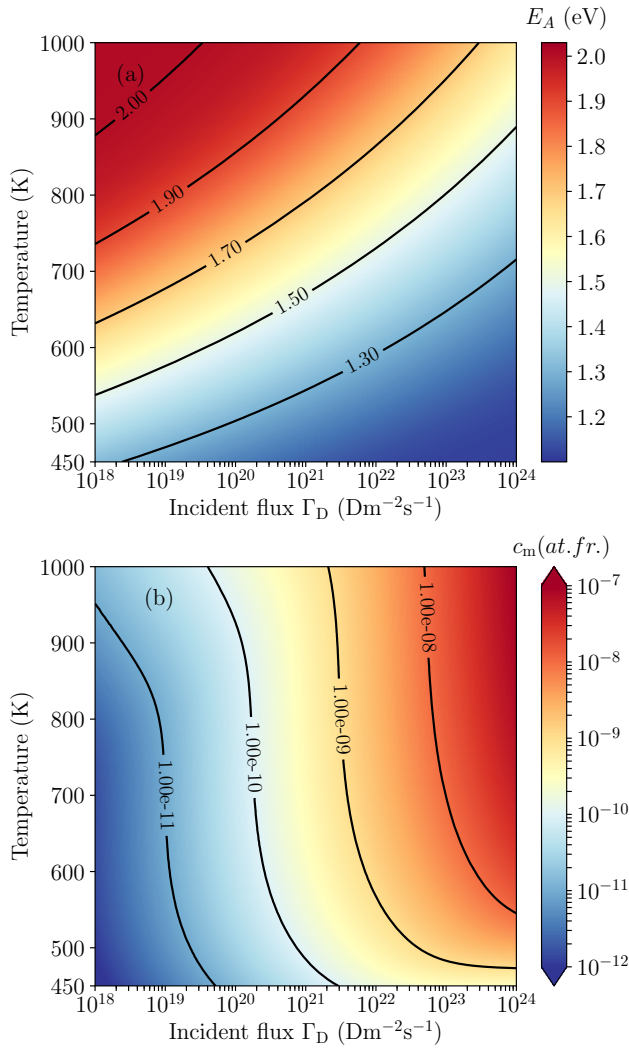 E_A (eV)
(a)
2.00
1.90
1.70
1.50
1.30
1000
900
800
700
600
500
450
Temperature (K)
10^18 10^19 10^20 10^21 10^22 10^23 10^24
Incident flux Γ_D (Dm^−2s^−1)
2.0
1.9
1.8
1.7
1.6
1.5
1.4
1.3
1.2
c_m(at.fr.)
(b)
1.00e-11
1.00e-10
1.00e-09
1.00e-08
1000
900
800
700
600
500
450
Temperature (K)
10^18 10^19 10^20 10^21 10^22 10^23 10^24
Incident flux Γ_D (Dm^−2s^−1)
10^−7
10^−8
10^−9
10^−10
10^−11
10^−12